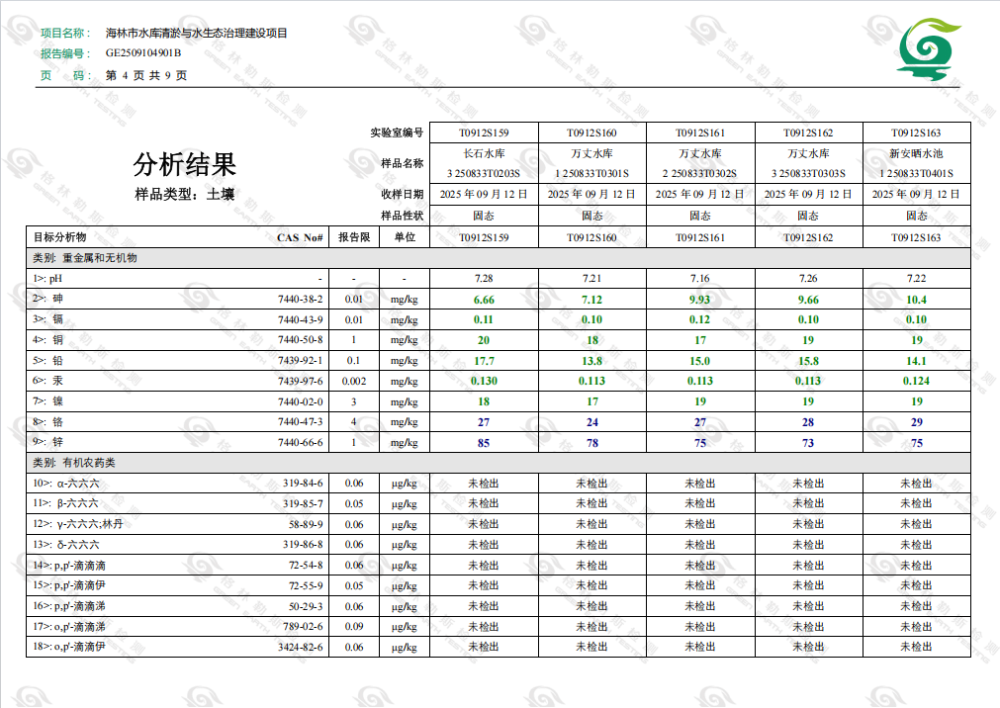 项目名称： 海林市水库清淤与水生态治理建设项目
报告编号： GE2509104901B
页 码： 第 4 页 共 9 页
分析结果
样品类型：土壤
实验室编号 T0912S159 T0912S160 T0912S161 T0912S162 T0912S163
样品名称 长石水库 万丈水库 万丈水库 万丈水库 新安晒水池
3 250833T0203S 1 250833T0301S 2 250833T0302S 3 250833T0303S 1 250833T0401S
收样日期 2025 年 09 月 12 日 2025 年 09 月 12 日 2025 年 09 月 12 日 2025 年 09 月 12 日 2025 年 09 月 12 日
样品性状 固态 固态 固态 固态 固态
目标分析物 CAS No# 报告限 单位 T0912S159 T0912S160 T0912S161 T0912S162 T0912S163
类别: 重金属和无机物
1>: pH - - - 7.28 7.21 7.16 7.26 7.22
2>: 砷 7440-38-2 0.01 mg/kg 6.66 7.12 9.93 9.66 10.4
3>: 镉 7440-43-9 0.01 mg/kg 0.11 0.10 0.12 0.10 0.10
4>: 铜 7440-50-8 1 mg/kg 20 18 17 19 19
5>: 铅 7439-92-1 0.1 mg/kg 17.7 13.8 15.0 15.8 14.1
6>: 汞 7439-97-6 0.002 mg/kg 0.130 0.113 0.113 0.113 0.124
7>: 镍 7440-02-0 3 mg/kg 18 17 19 19 19
8>: 铬 7440-47-3 4 mg/kg 27 24 27 28 29
9>: 锌 7440-66-6 1 mg/kg 85 78 75 73 75
类别: 有机农药类
10>: α-六六六 319-84-6 0.06 μg/kg 未检出 未检出 未检出 未检出 未检出
11>: β-六六六 319-85-7 0.05 μg/kg 未检出 未检出 未检出 未检出 未检出
12>: γ-六六六;林丹 58-89-9 0.06 μg/kg 未检出 未检出 未检出 未检出 未检出
13>: δ-六六六 319-86-8 0.06 μg/kg 未检出 未检出 未检出 未检出 未检出
14>: p,p'-滴滴滴 72-54-8 0.06 μg/kg 未检出 未检出 未检出 未检出 未检出
15>: p,p'-滴滴伊 72-55-9 0.05 μg/kg 未检出 未检出 未检出 未检出 未检出
16>: p,p'-滴滴涕 50-29-3 0.06 μg/kg 未检出 未检出 未检出 未检出 未检出
17>: o,p'-滴滴涕 789-02-6 0.09 μg/kg 未检出 未检出 未检出 未检出 未检出
18>: o,p'-滴滴伊 3424-82-6 0.06 μg/kg 未检出 未检出 未检出 未检出 未检出
格林勒斯检测
GREEN EARTH TESTING